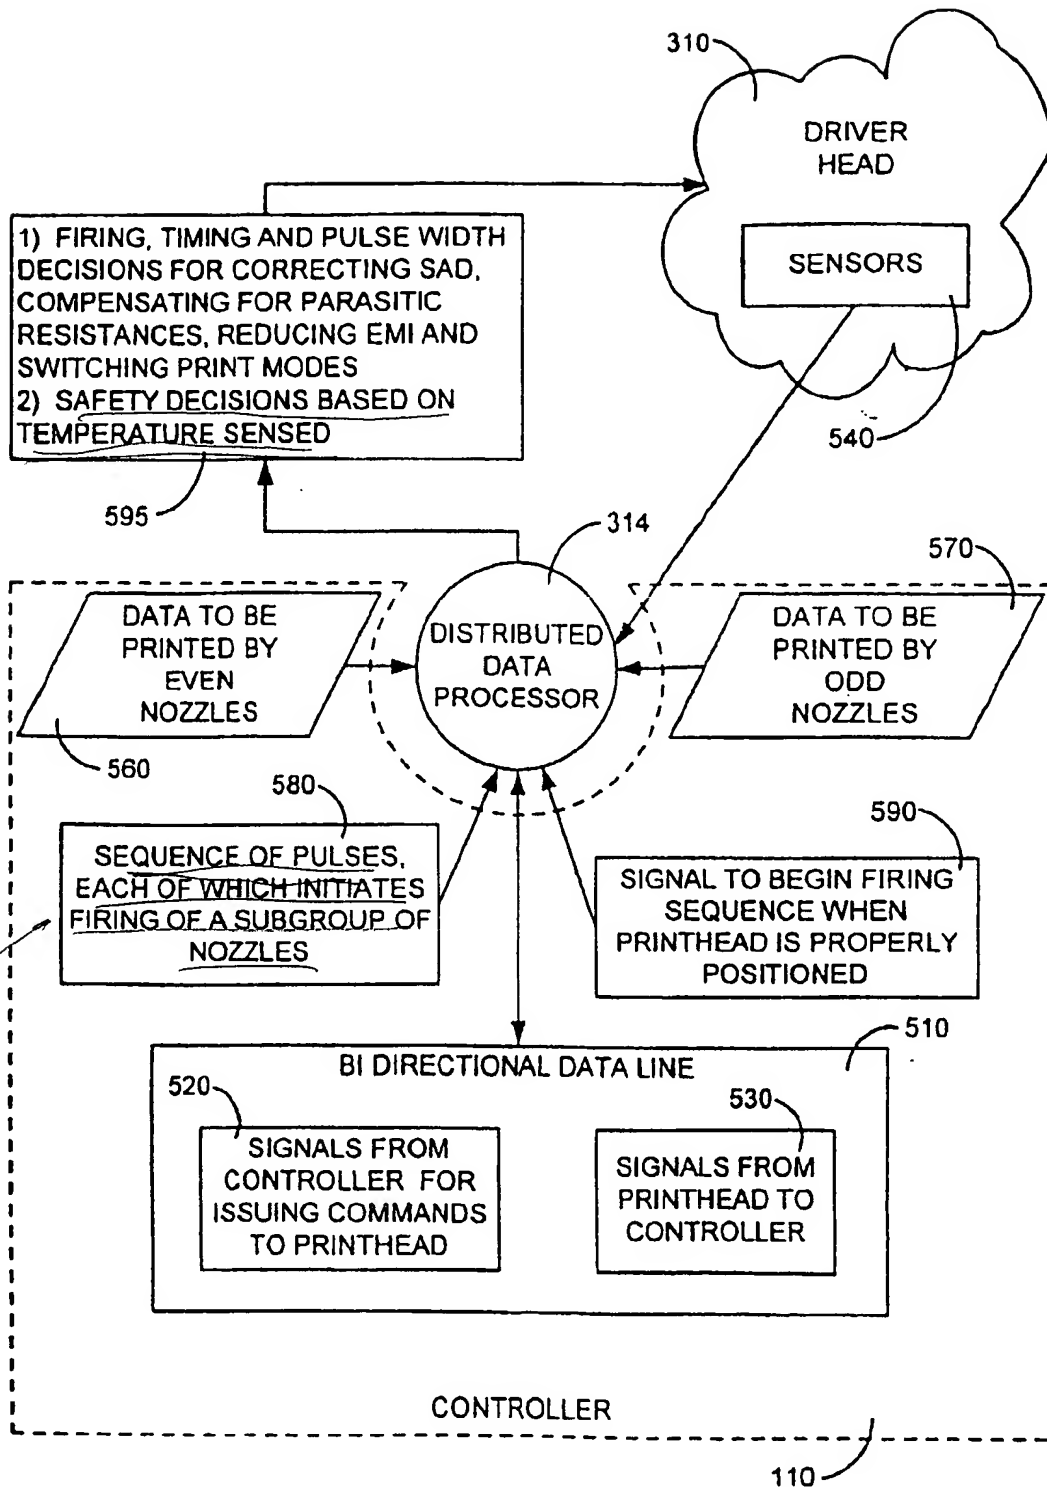 310
DRIVER
HEAD
SENSORS
540
1) FIRING, TIMING AND PULSE WIDTH
DECISIONS FOR CORRECTING SAD,
COMPENSATING FOR PARASITIC
RESISTANCES, REDUCING EMI AND
SWITCHING PRINT MODES
2) SAFETY DECISIONS BASED ON
TEMPERATURE SENSED
595
314
DISTRIBUTED
DATA
PROCESSOR
DATA TO BE
PRINTED BY
EVEN
NOZZLES
560
570
DATA TO BE
PRINTED BY
ODD
NOZZLES
580
SEQUENCE OF PULSES,
EACH OF WHICH INITIATES
FIRING OF A SUBGROUP OF
NOZZLES
590
SIGNAL TO BEGIN FIRING
SEQUENCE WHEN
PRINTHEAD IS PROPERLY
POSITIONED
510
BI DIRECTIONAL DATA LINE
520
SIGNALS FROM
CONTROLLER FOR
ISSUING COMMANDS
TO PRINTHEAD
530
SIGNALS FROM
PRINTHEAD TO
CONTROLLER
CONTROLLER
110